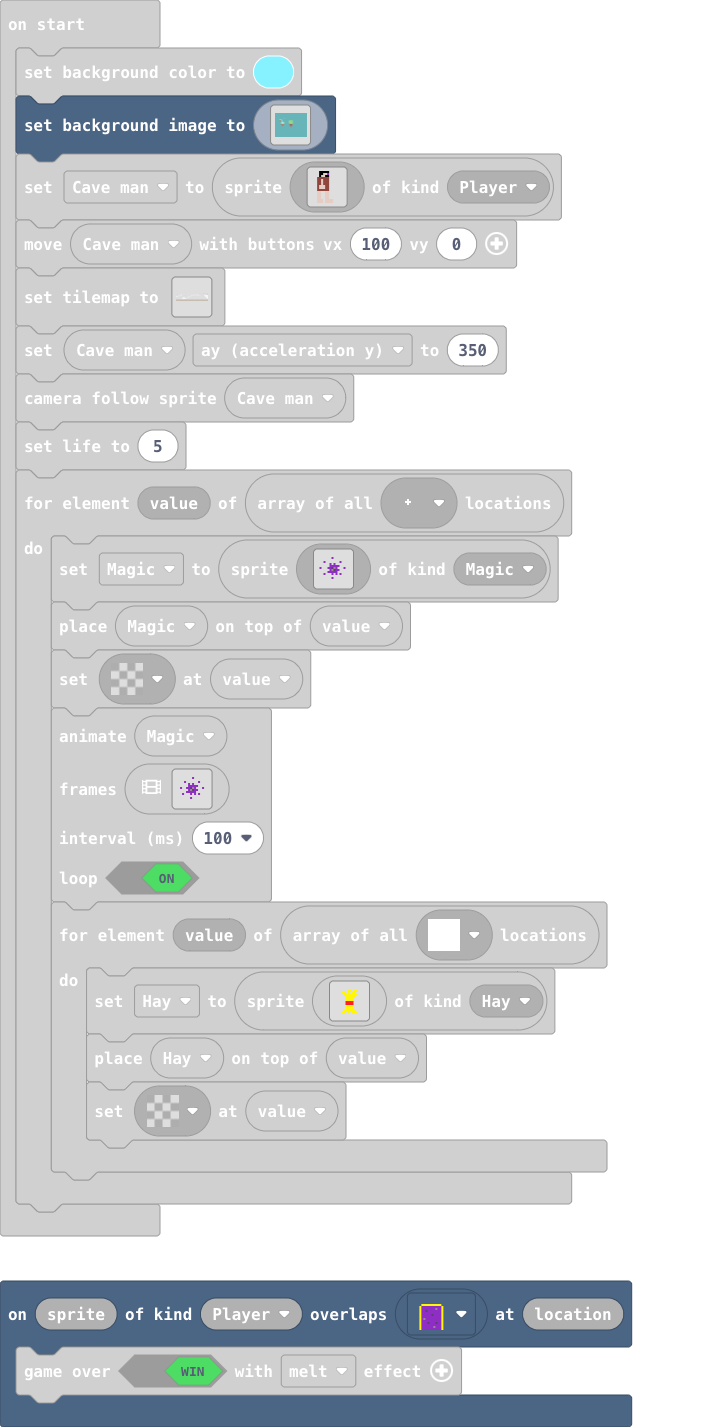 on start
set background color to
set background image to
set Cave man to sprite of kind Player
move Cave man with buttons vx 100 vy 0
set tilemap to
set Cave man ay (acceleration y) to 350
camera follow sprite Cave man
set life to 5
for element value of array of all locations
do
set Magic to sprite of kind Magic
place Magic on top of value
set at value
animate Magic
frames
interval (ms) 100
loop ON
for element value of array of all locations
do
set Hay to sprite of kind Hay
place Hay on top of value
set at value
on sprite of kind Player overlaps at location
game over WIN with melt effect